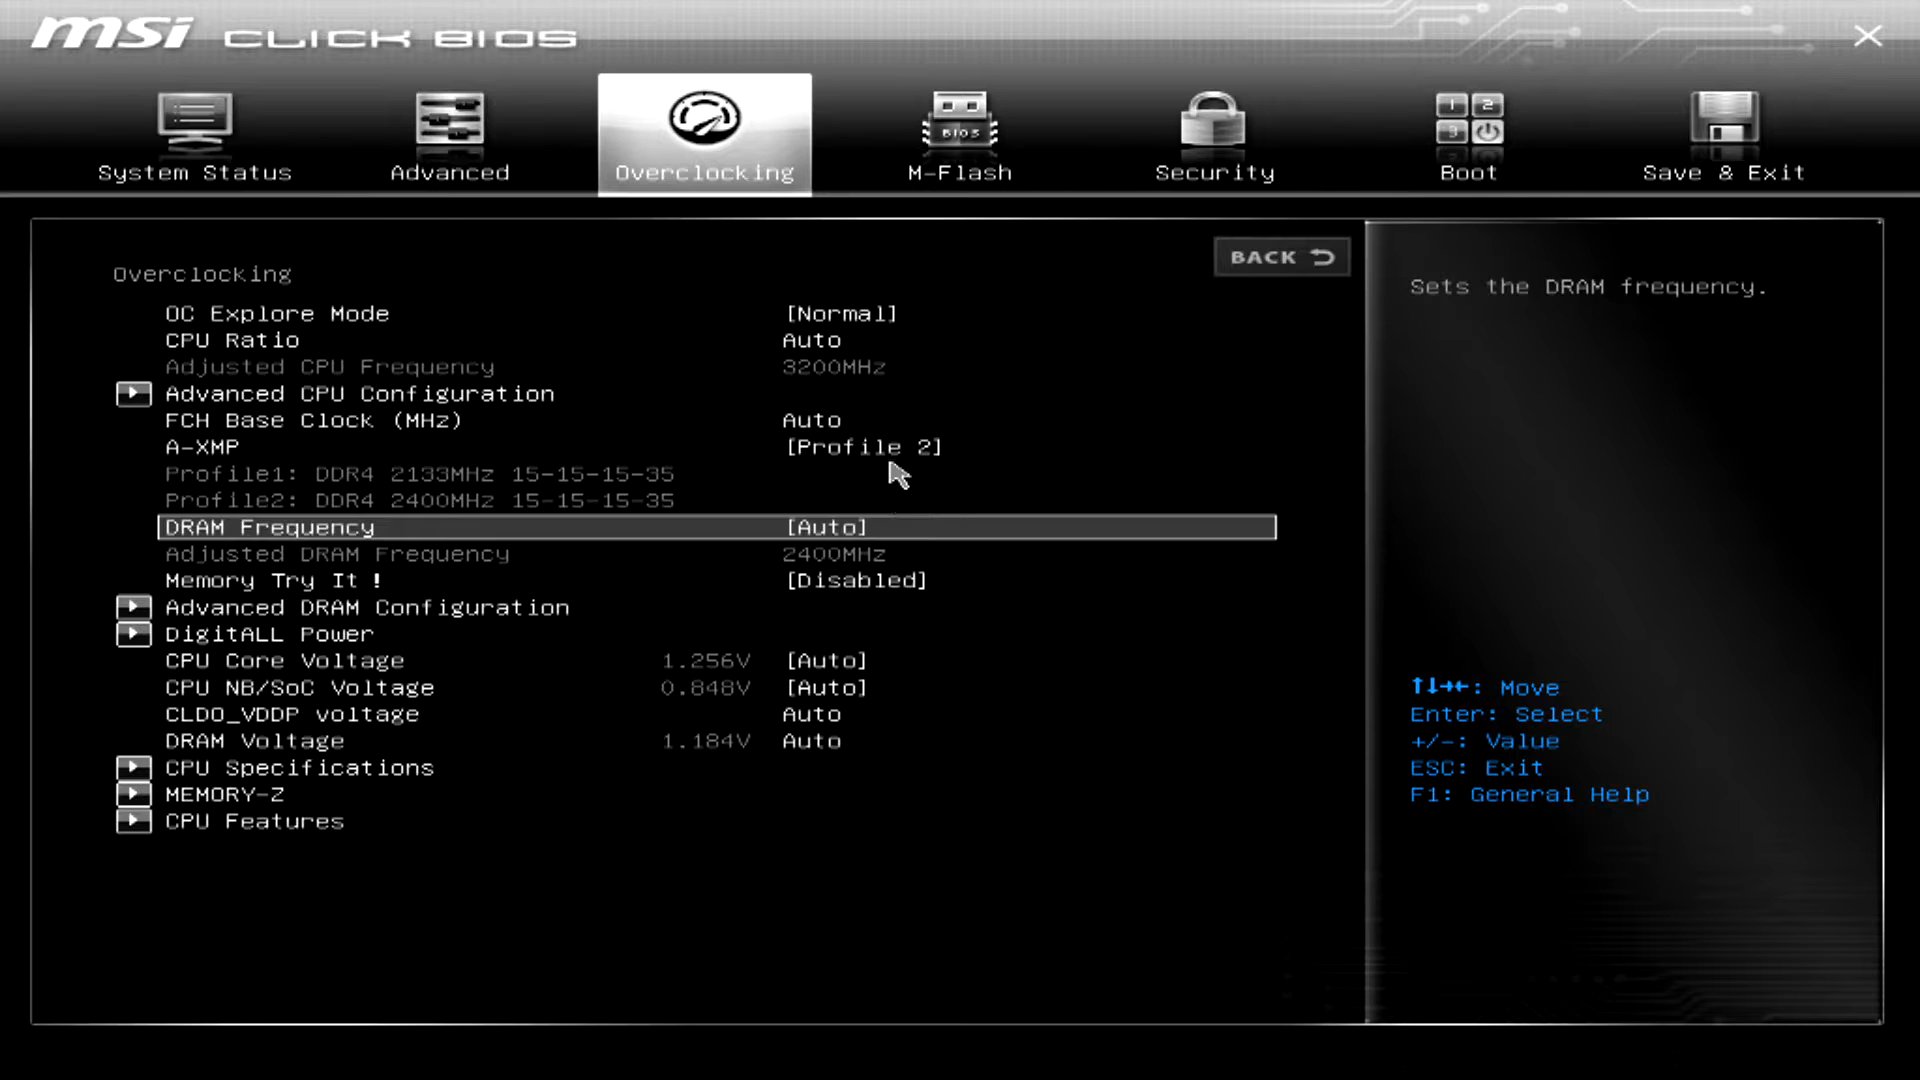 msi CLICK BIOS
System Status
Advanced
Overclocking
M-Flash
BIOS
Security
1 2
3
Boot
Save & Exit
BACK
Overclocking
OC Explore Mode [Normal]
CPU Ratio Auto
Adjusted CPU Frequency 3200MHz
Advanced CPU Configuration
FCH Base Clock (MHz) Auto
A-XMP [Profile 2]
Profile1: DDR4 2133MHz 15-15-15-35
Profile2: DDR4 2400MHz 15-15-15-35
DRAM Frequency [Auto]
Adjusted DRAM Frequency 2400MHz
Memory Try It ! [Disabled]
Advanced DRAM Configuration
DigitALL Power
CPU Core Voltage 1.256V [Auto]
CPU NB/SoC Voltage 0.848V [Auto]
CLDO_VDDP voltage Auto
DRAM Voltage 1.184V Auto
CPU Specifications
MEMORY-Z
CPU Features
Sets the DRAM frequency.
↑↓→←: Move
Enter: Select
+/-: Value
ESC: Exit
F1: General Help